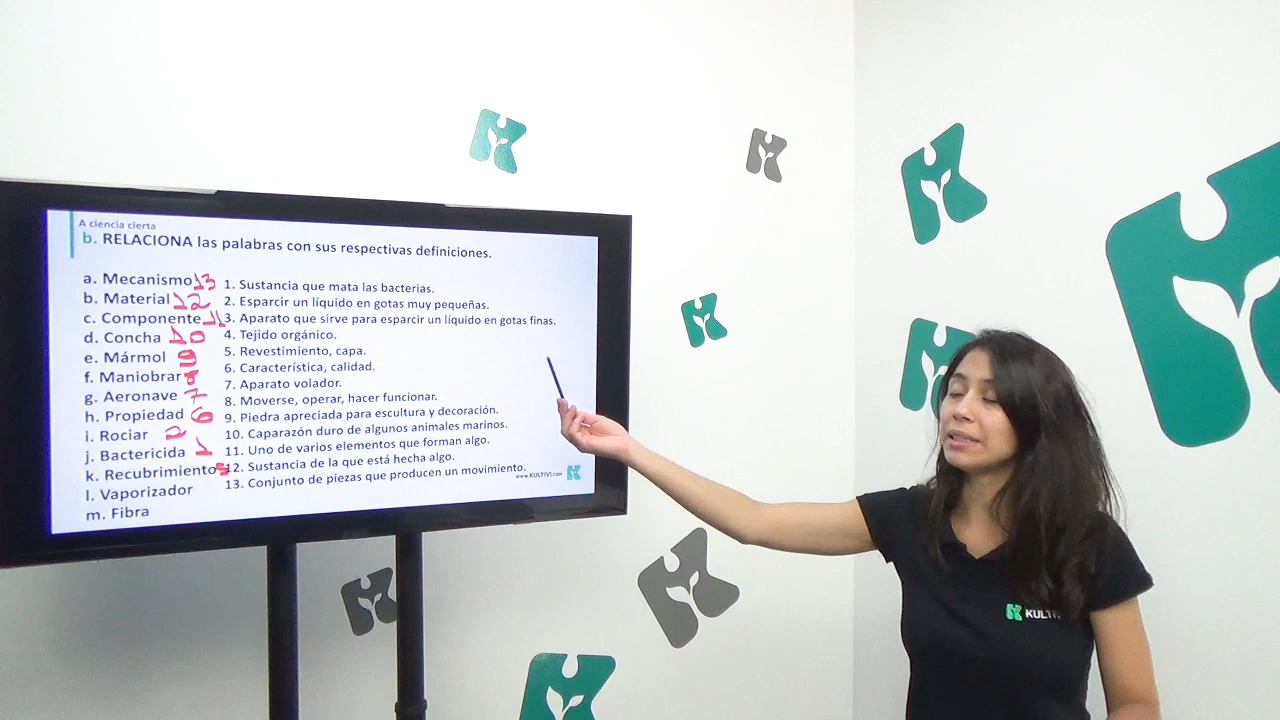 A ciencia cierta
b. RELACIONA las palabras con sus respectivas definiciones.
a. Mecanismo 13
b. Material 12
c. Componente 11
d. Concha 10
e. Mármol 9
f. Maniobrar 8
g. Aeronave 7
h. Propiedad 6
i. Rociar 2
j. Bactericida 1
k. Recubrimiento 5
l. Vaporizador
m. Fibra
1. Sustancia que mata las bacterias.
2. Esparcir un líquido en gotas muy pequeñas.
3. Aparato que sirve para esparcir un líquido en gotas finas.
4. Tejido orgánico.
5. Revestimiento, capa.
6. Característica, calidad.
7. Aparato volador.
8. Moverse, operar, hacer funcionar.
9. Piedra apreciada para escultura y decoración.
10. Caparazón duro de algunos animales marinos.
11. Uno de varios elementos que forman algo.
12. Sustancia de la que está hecha algo.
13. Conjunto de piezas que producen un movimiento.
www.KULTIVI.com